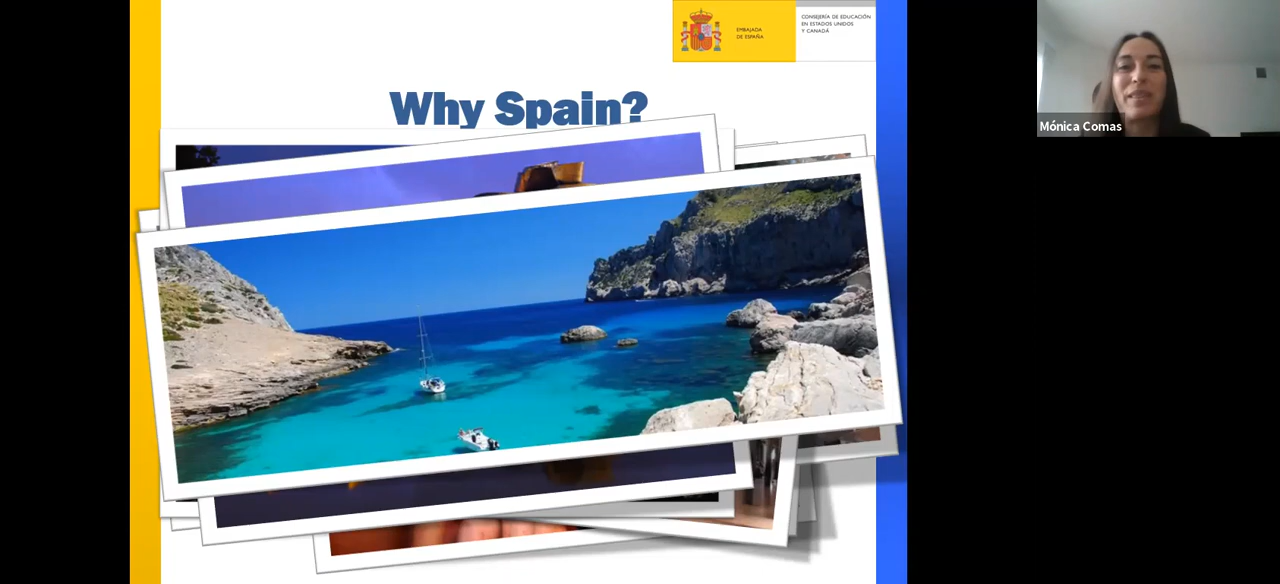 EMBAJADA
DE ESPAÑA
CONSEJERÍA DE EDUCACIÓN
EN ESTADOS UNIDOS
Y CANADÁ
Why Spain?
Mónica Comas